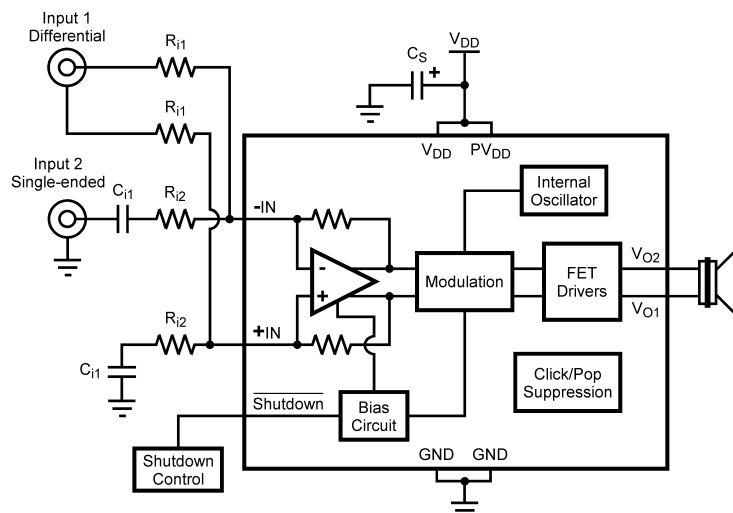 Input 1
Differential
Ri1
Ri1
CS
+
VDD
VDD
PVDD
Input 2
Single-ended
Ci1
Ri2
-IN
Internal
Oscillator
-
+
Modulation
FET
Drivers
VO2
VO1
Ri2
+IN
Ci1
Click/Pop
Suppression
Shutdown
Bias
Circuit
Shutdown
Control
GND
GND